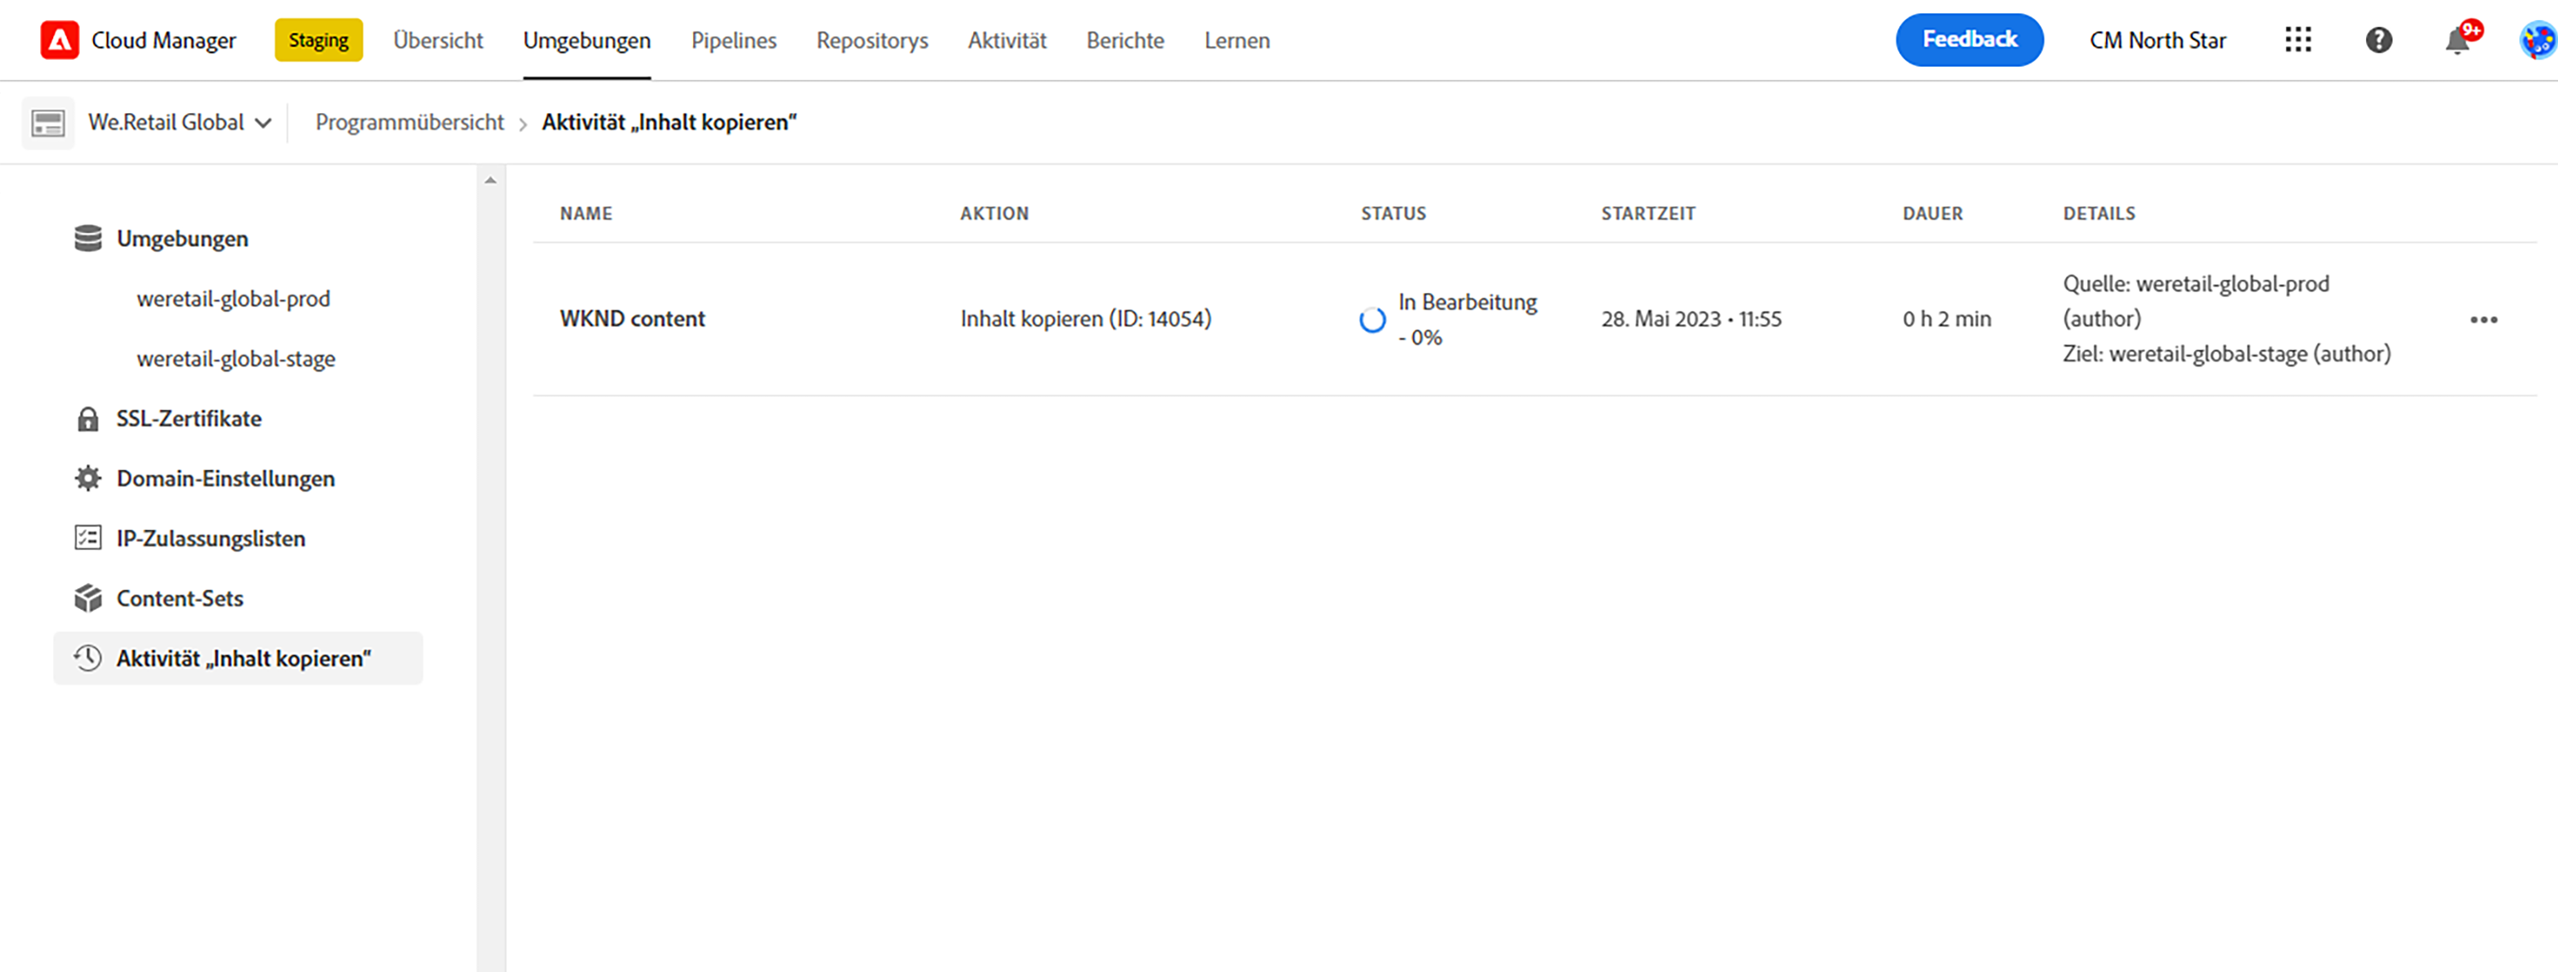 Cloud Manager Staging Übersicht Umgebungen Pipelines Repositorys Aktivität Berichte Lernen Feedback CM North Star 9+
We.Retail Global Programmübersicht > Aktivität „Inhalt kopieren“
Umgebungen
weretail-global-prod
weretail-global-stage
SSL-Zertifikate
Domain-Einstellungen
IP-Zulassungslisten
Content-Sets
Aktivität „Inhalt kopieren“
NAME AKTION STATUS STARTZEIT DAUER DETAILS
WKND content
Inhalt kopieren (ID: 14054)
In Bearbeitung
- 0%
28. Mai 2023 • 11:55
0 h 2 min
Quelle: weretail-global-prod
(author)
Ziel: weretail-global-stage (author)